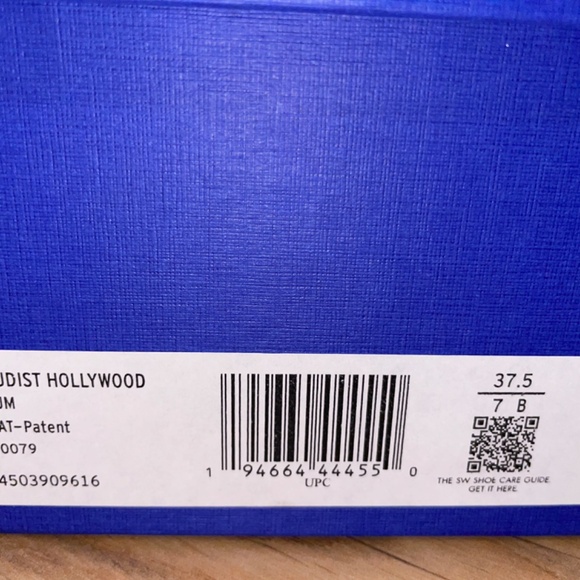 UDIST HOLLYWOOD
UM
AT-Patent
0079
4503909616
1 94664 44455 0
UPC
37.5
7 B
THE SW SHOE CARE GUIDE
GET IT HERE